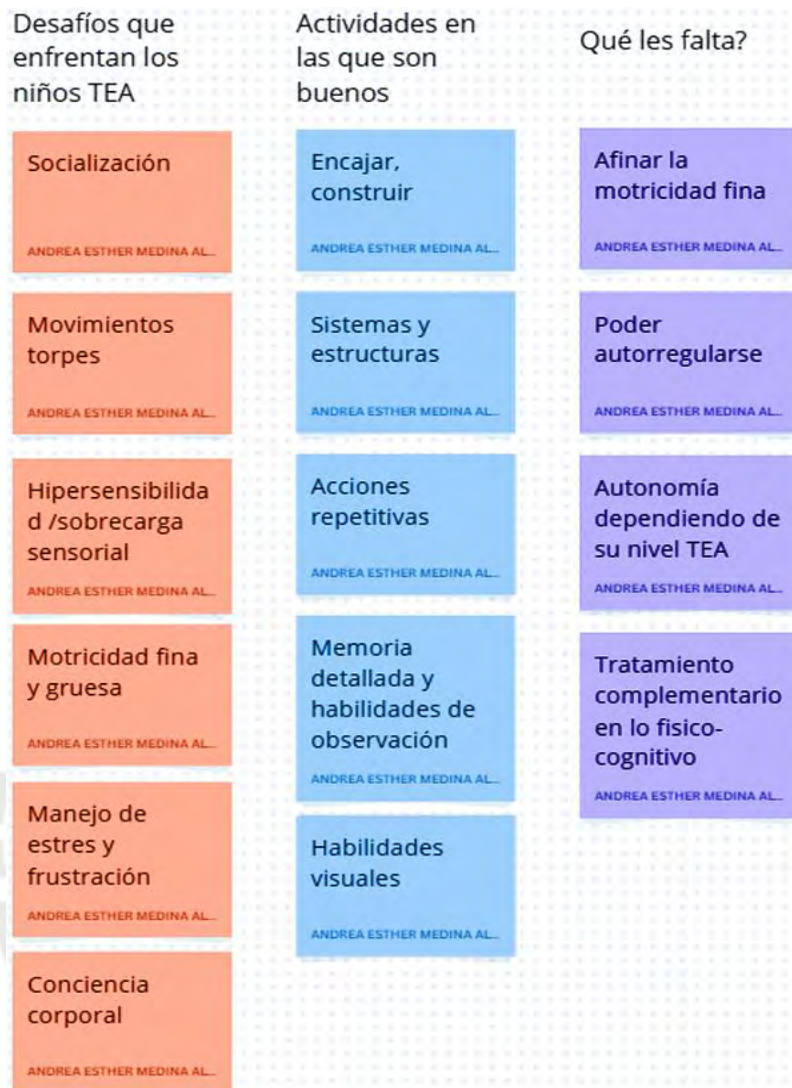 Desafíos que
enfrentan los
niños TEA
Socialización
ANDREA ESTHER MEDINA AL...
Movimientos
torpes
ANDREA ESTHER MEDINA AL...
Hipersensibilida
d /sobrecarga
sensorial
ANDREA ESTHER MEDINA AL...
Motricidad fina
y gruesa
ANDREA ESTHER MEDINA AL...
Manejo de
estres y
frustración
ANDREA ESTHER MEDINA AL...
Conciencia
corporal
ANDREA ESTHER MEDINA AL...
Actividades en
las que son
buenos
Encajar,
construir
ANDREA ESTHER MEDINA AL...
Sistemas y
estructuras
ANDREA ESTHER MEDINA AL...
Acciones
repetitivas
ANDREA ESTHER MEDINA AL...
Memoria
detallada y
habilidades de
observación
ANDREA ESTHER MEDINA AL...
Habilidades
visuales
ANDREA ESTHER MEDINA AL...
Qué les falta?
Afinar la
motricidad fina
ANDREA ESTHER MEDINA AL...
Poder
autorregularse
ANDREA ESTHER MEDINA AL...
Autonomía
dependiendo de
su nivel TEA
ANDREA ESTHER MEDINA AL...
Tratamiento
complementario
en lo fisico-
cognitivo
ANDREA ESTHER MEDINA AL...